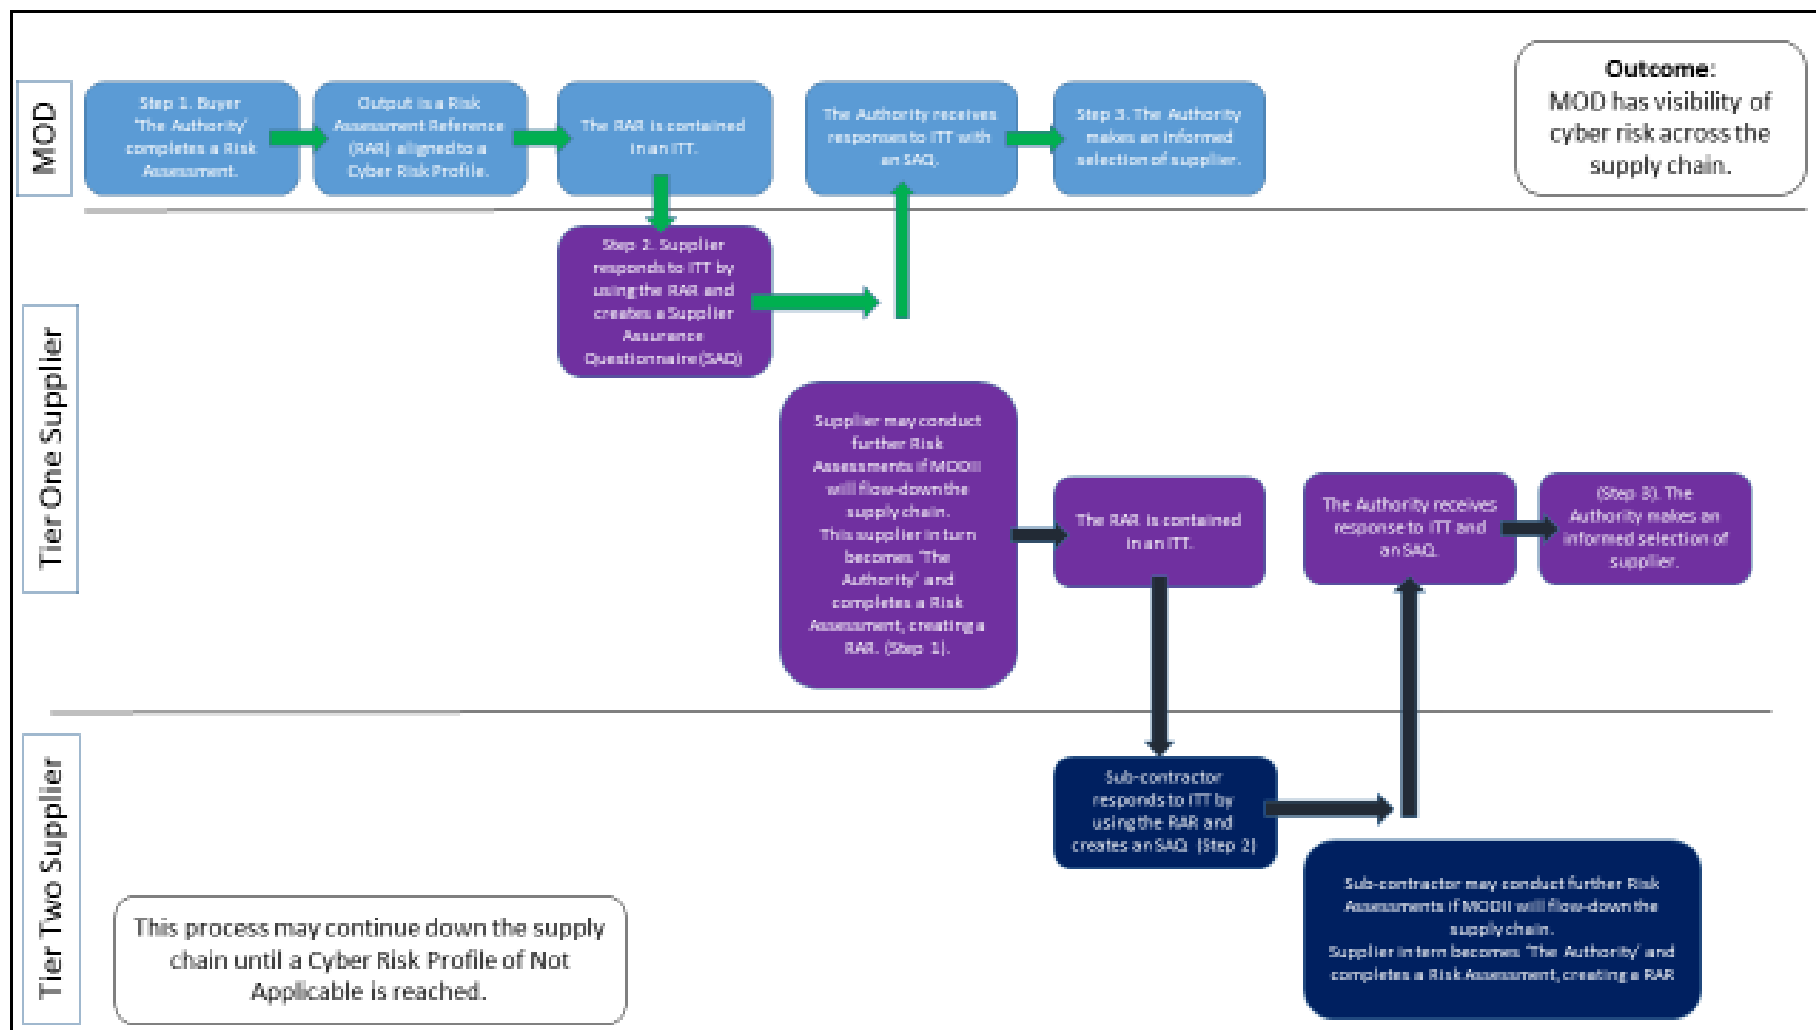 MOD
Step 1. Buyer
'The Authority'
completes a Risk
Assessment.
Output is a Risk
Assessment Reference
(RAR) aligned to a
Cyber Risk Profile.
The RAR is contained
in an ITT.
The Authority receives
responses to ITT with
an SAQ.
Step 3. The Authority
makes an informed
selection of supplier.
Outcome:
MOD has visibility of
cyber risk across the
supply chain.
Tier One Supplier
Step 2. Supplier
responds to ITT by
using the RAR and
creates a Supplier
Assurance
Questionnaire (SAQ)
Supplier may conduct
further Risk
Assessments if MODII
will flow-down the
supply chain.
This supplier in turn
becomes 'The
Authority' and
completes a Risk
Assessment, creating a
RAR. (Step 1).
The RAR is contained
in an ITT.
The Authority receives
response to ITT and
an SAQ.
(Step 3). The
Authority makes an
informed selection of
supplier.
Tier Two Supplier
Sub-contractor
responds to ITT by
using the RAR and
creates an SAQ (Step 2)
Sub-contractor may conduct further Risk
Assessments if MODII will flow-down the
supply chain.
Supplier in tern becomes 'The Authority' and
completes a Risk Assessment, creating a RAR
This process may continue down the supply
chain until a Cyber Risk Profile of Not
Applicable is reached.